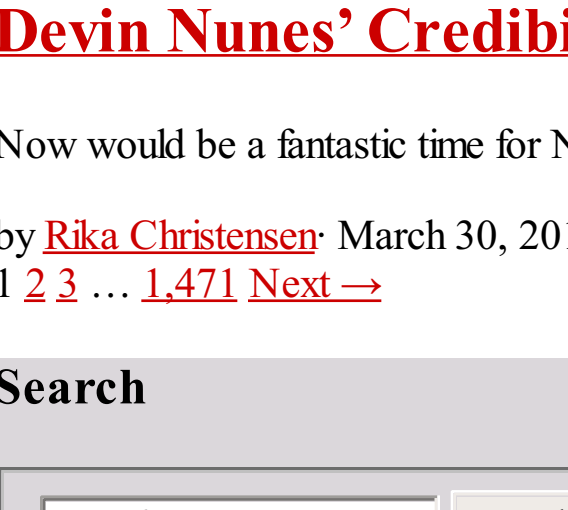 Devin Nunes’ Credibi
Now would be a fantastic time for N
by Rika Christensen· March 30, 201
1 2 3 … 1,471 Next →
Search